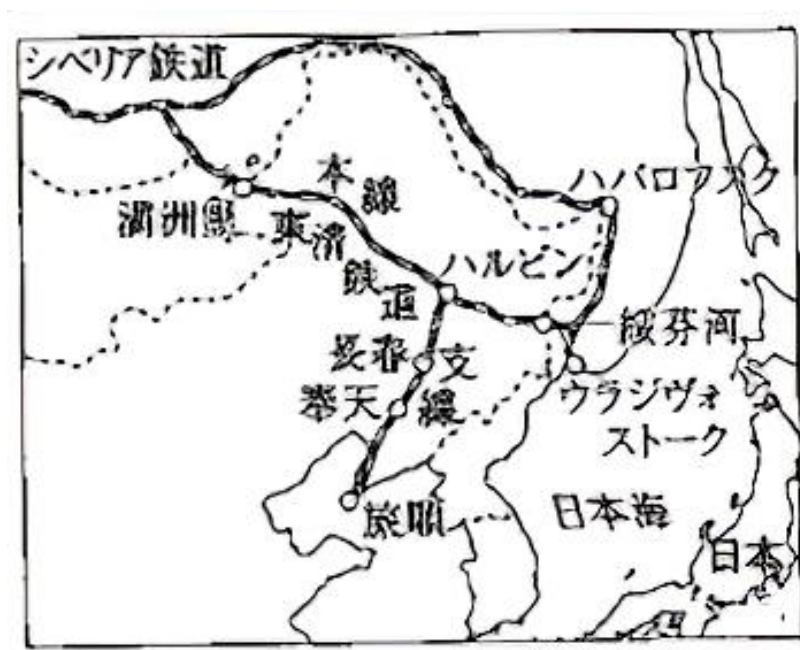 シベリア鉄道
ハバロフスク
本線
満洲里
東清鉄道
ハルビン
綏芬河
長春
支線
奉天
ウラジヴォ
ストーク
旅順
日本海
日本